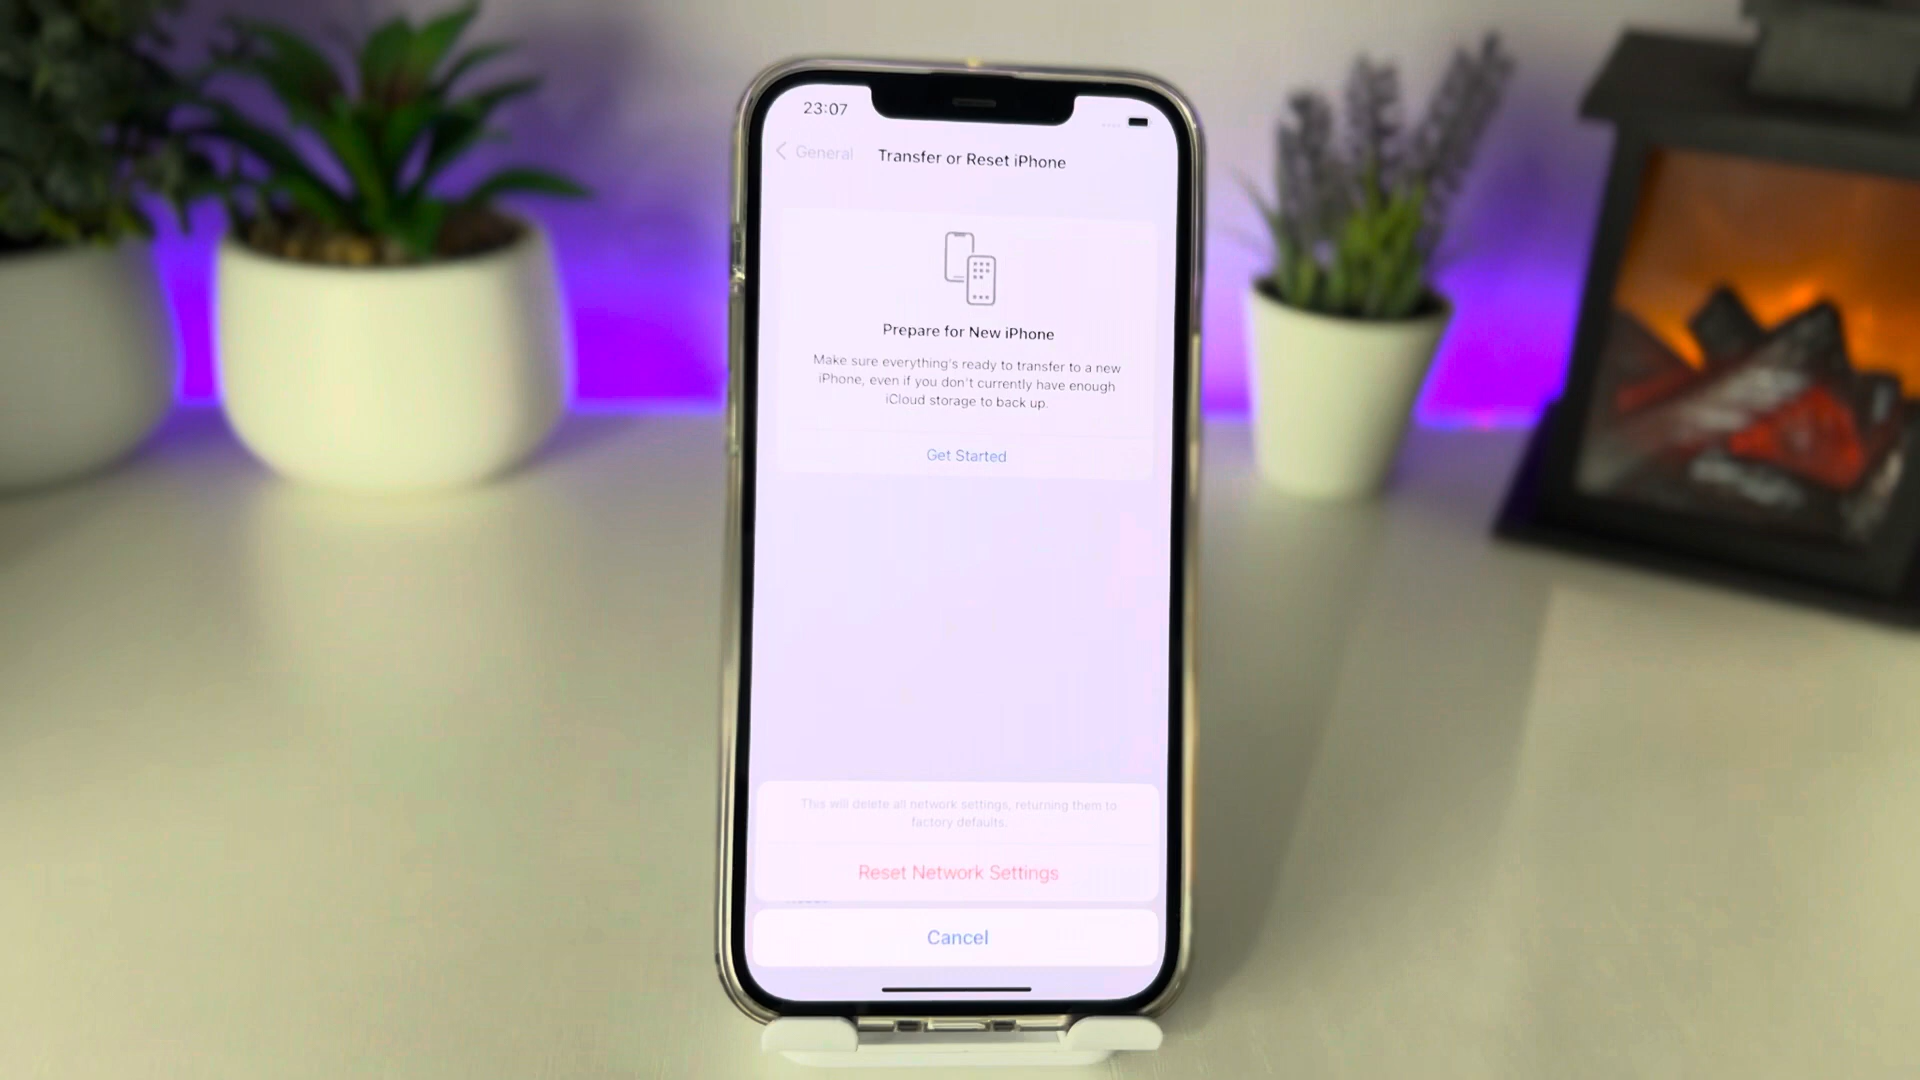 23:07
General
Transfer or Reset iPhone
Prepare for New iPhone
Make sure everything's ready to transfer to a new
iPhone, even if you don't currently have enough
iCloud storage to back up.
Get Started
This will delete all network settings, returning them to
factory defaults.
Reset Network Settings
Cancel